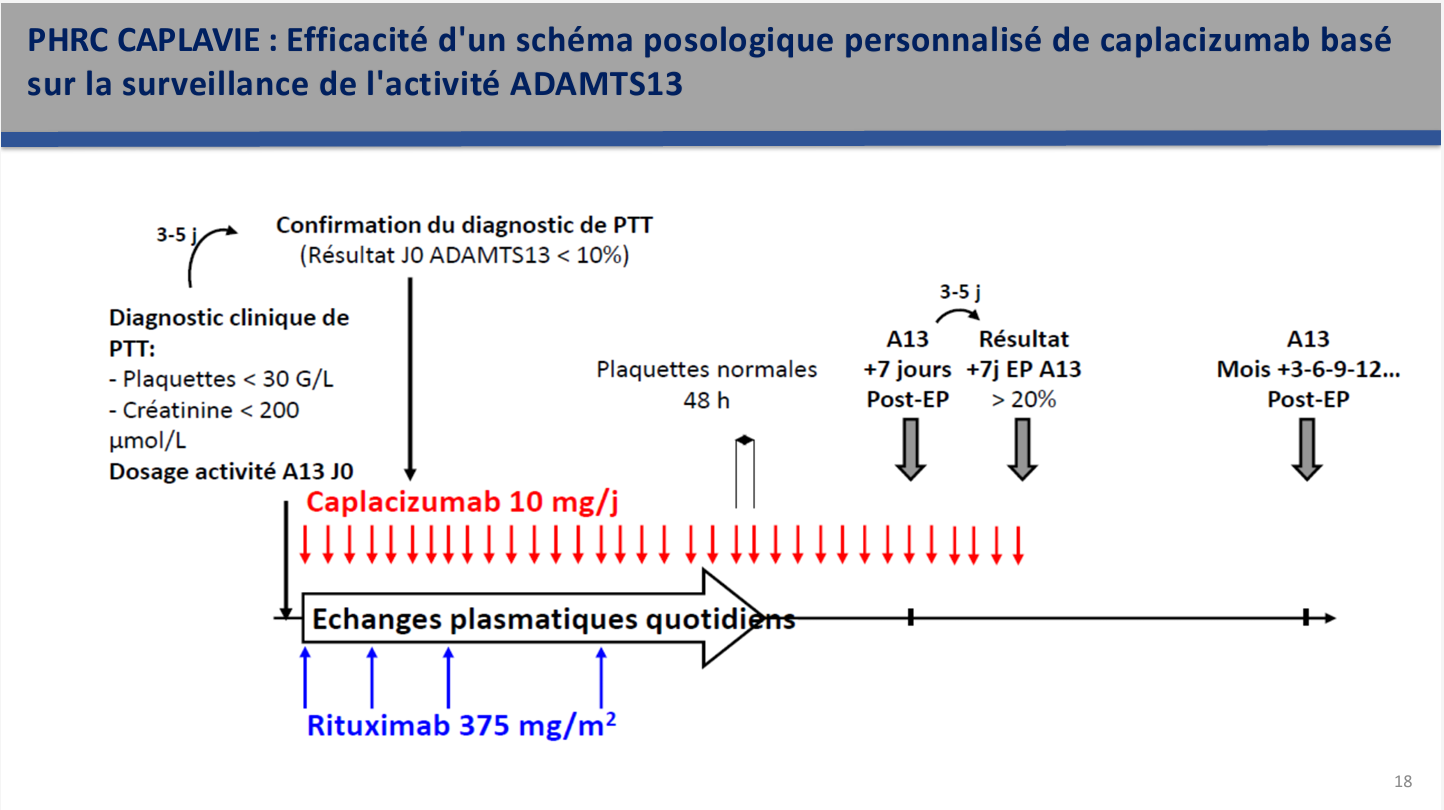 PHRC CAPLAVIE : Efficacité d'un schéma posologique personnalisé de caplacizumab basé
sur la surveillance de l'activité ADAMTS13
3-5 j
Confirmation du diagnostic de PTT
(Résultat J0 ADAMTS13 < 10%)
Diagnostic clinique de
PTT:
- Plaquettes < 30 G/L
- Créatinine < 200
µmol/L
Dosage activité A13 J0
Plaquettes normales
48 h
3-5 j
A13
+7 jours
Post-EP
Résultat
+7j EP A13
> 20%
A13
Mois +3-6-9-12...
Post-EP
Caplacizumab 10 mg/j
Echanges plasmatiques quotidiens
Rituximab 375 mg/m²
18